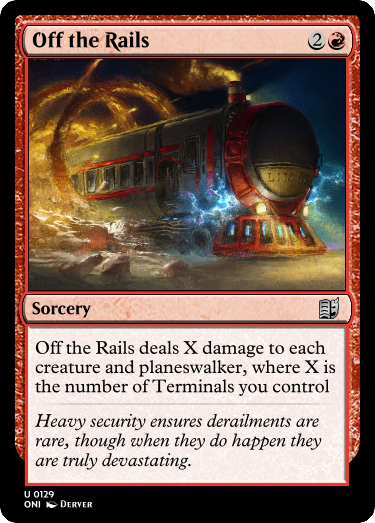 Off the Rails 2
Sorcery
Off the Rails deals X damage to each
creature and planeswalker, where X is
the number of Terminals you control
Heavy security ensures derailments are
rare, though when they do happen they
are truly devastating.
U 0129
ONI Derver